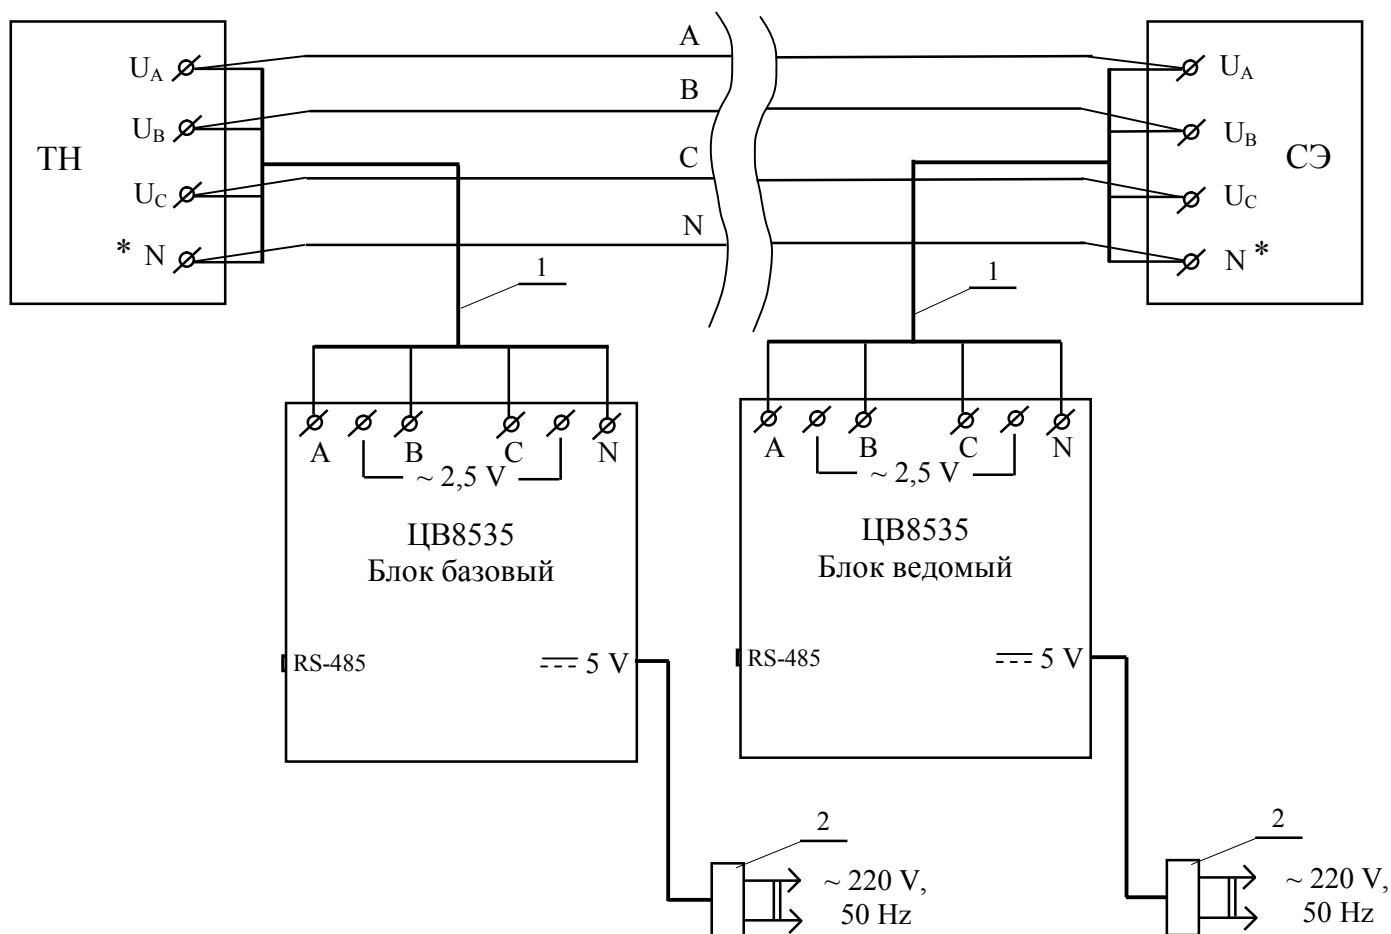 A
B
C
N
U_A
U_B
U_C
* N
ТН
U_A
U_B
U_C
N *
СЭ
1
1
A
B
C
N
~ 2,5 V
ЦВ8535
Блок базовый
RS-485
5 V
A
B
C
N
~ 2,5 V
ЦВ8535
Блок ведомый
RS-485
5 V
2
~ 220 V,
50 Hz
2
~ 220 V,
50 Hz